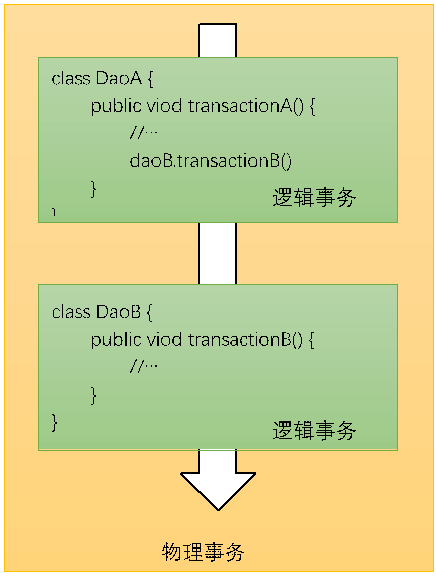 class DaoA {
public viod transactionA() {
//…
daoB.transactionB()
}
}
逻辑事务
class DaoB {
public viod transactionB() {
//…
}
}
逻辑事务
物理事务